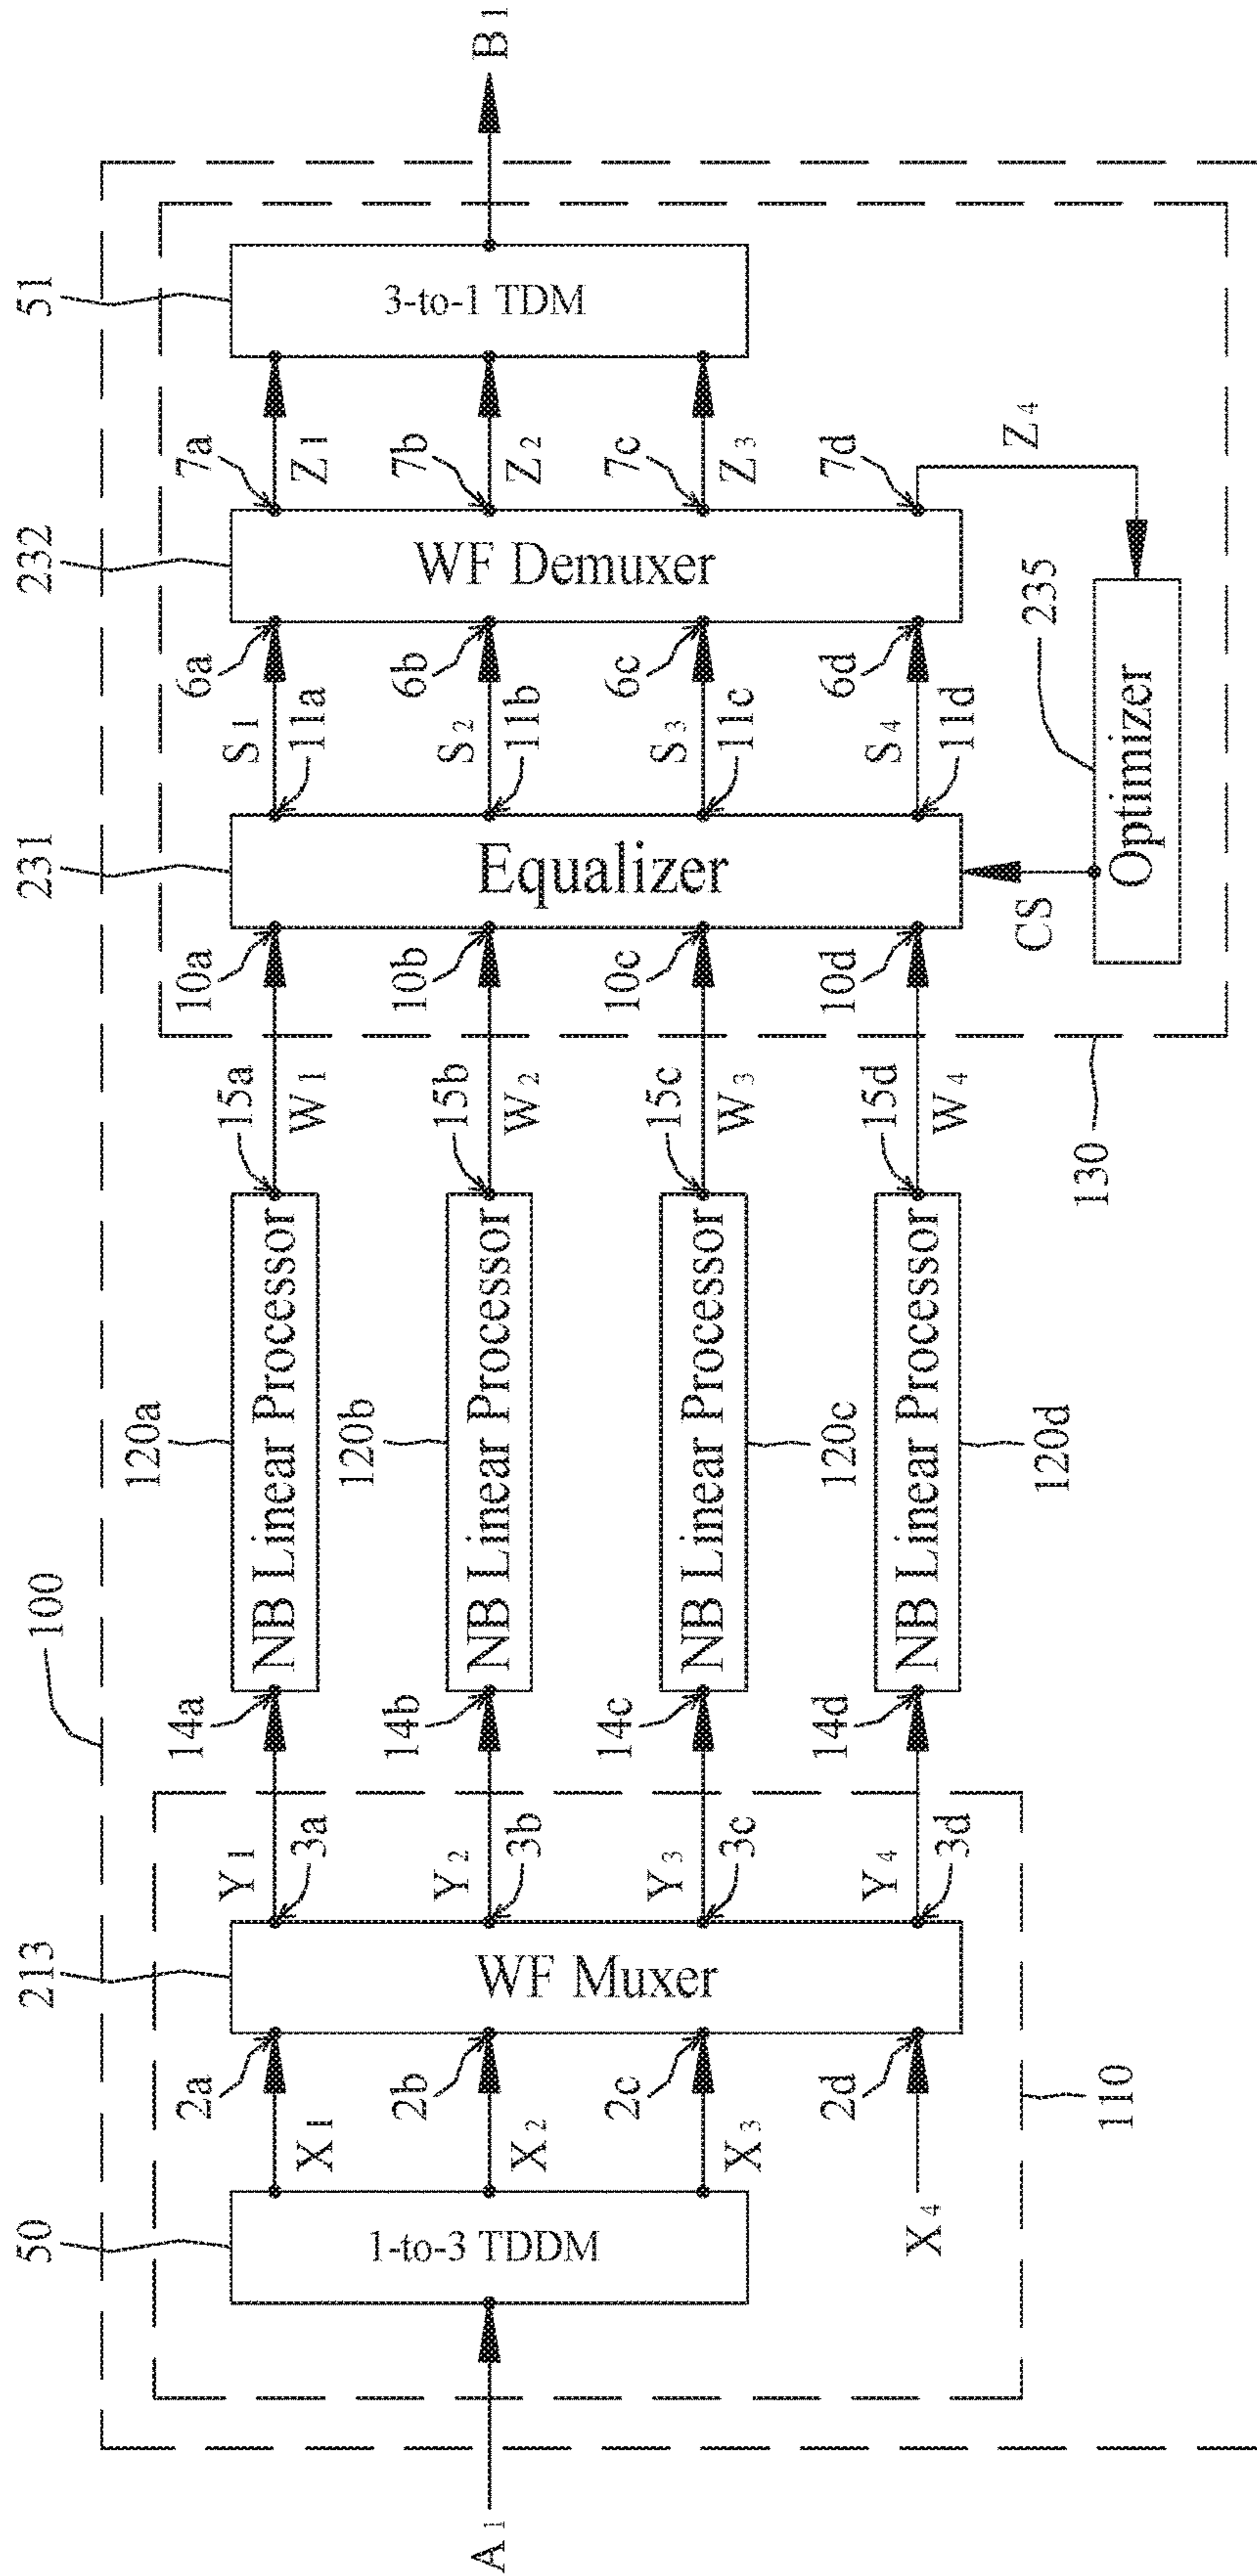 100
A1
50
1-to-3 TDDM
X1
X2
X3
X4
2a
2b
2c
2d
213
WF Muxer
Y1
3a
Y2
3b
Y3
3c
Y4
3d
110
14a
14b
14c
14d
120a
NB Linear Processor
120b
NB Linear Processor
120c
NB Linear Processor
120d
NB Linear Processor
15a
W1
15b
W2
15c
W3
15d
W4
130
10a
10b
10c
10d
231
Equalizer
S1
11a
S2
11b
S3
11c
S4
11d
6a
6b
6c
6d
232
WF Demuxer
7a
Z1
7b
Z2
7c
Z3
7d
Z4
CS
Optimizer
235
51
3-to-1 TDM
B1